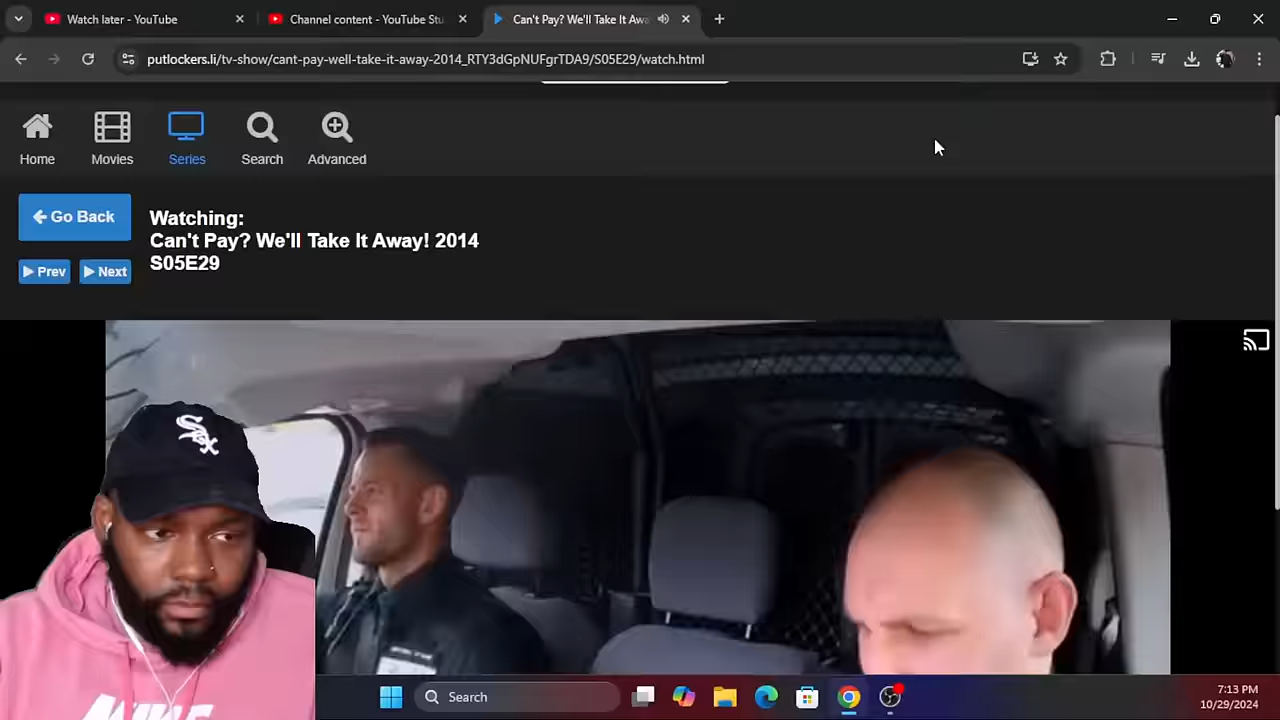 Watch later - YouTube
Channel content - YouTube Stu
Can't Pay? We'll Take It Awa
putlockers.li/tv-show/cant-pay-well-take-it-away-2014_RTY3dGpNUFgrTDA9/S05E29/watch.html
Home
Movies
Series
Search
Advanced
Go Back
Watching:
Can't Pay? We'll Take It Away! 2014
S05E29
Prev
Next
Sox
Search
7:13 PM
10/29/2024